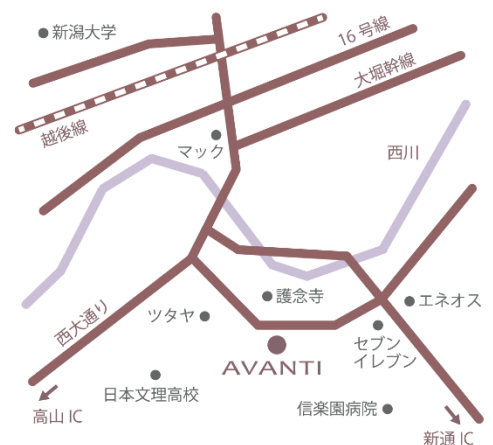 新潟大学
16号線
大堀幹線
越後線
マック
西川
護念寺
エネオス
西大通り
ツタヤ
セブン
イレブン
AVANTI
日本文理高校
信楽園病院
高山 IC
新通 IC